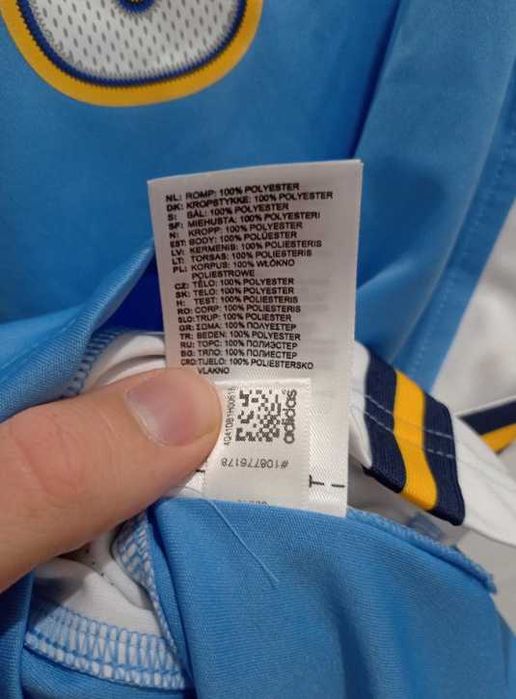 NL: ROMP: 100% POLYESTER
DK: KROPSTYKKE: 100% POLYESTER
S: BÅL: 100% POLYESTER
SF: MIEHUSTA: 100% POLYESTERI
N: KROPP: 100% POLYESTER
EST: BODY: 100% POLÜESTER
LV: KERMENIS: 100% POLIESTERIS
LT: TORSAS: 100% POLIESTERIS
PL: KORPUS: 100% WŁÓKNO
POLIESTROWE
CZ: TĚLO: 100% POLYESTER
SK: TELO: 100% POLYESTER
H: TEST: 100% POLIESTERIS
RO: CORP: 100% POLIESTER
SLO: TRUP: 100% POLIESTER
GR: ΣΩΜΑ: 100% ΠΟΛΥΕΣΤΕΡ
TR: BEDEN: 100% POLYESTER
RU: ТОРС: 100% ПОЛИЭСТЕР
BG: ТЯЛО: 100% ПОЛИЕСТЕР
CRO:TIJELO: 100% POLIESTERSKO
VLAKNO
adidas
#108776178